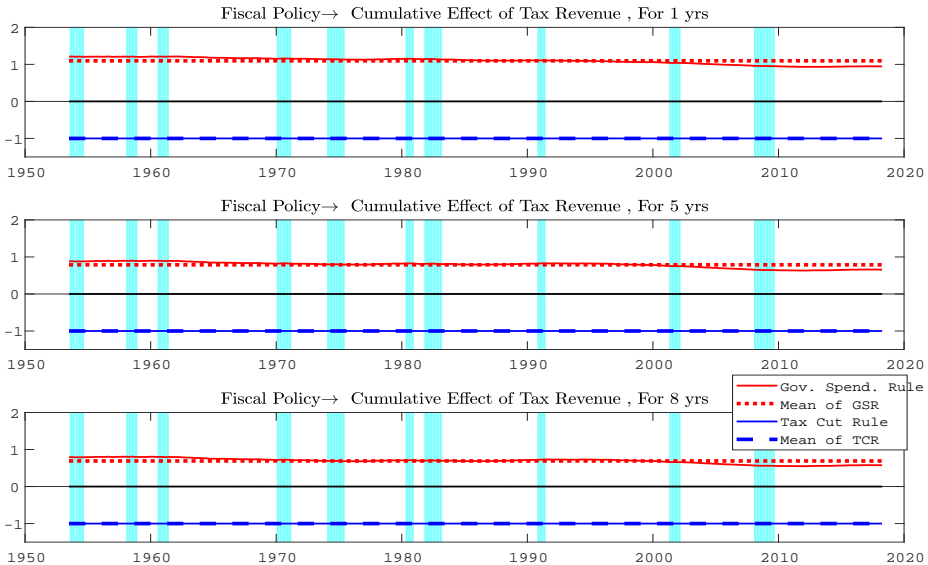 Fiscal Policy→ Cumulative Effect of Tax Revenue , For 1 yrs
2
1
0
-1
1950 1960 1970 1980 1990 2000 2010 2020
Fiscal Policy→ Cumulative Effect of Tax Revenue , For 5 yrs
2
1
0
-1
1950 1960 1970 1980 1990 2000 2010 2020
Fiscal Policy→ Cumulative Effect of Tax Revenue , For 8 yrs
Gov. Spend. Rule
Mean of GSR
Tax Cut Rule
Mean of TCR
2
1
0
-1
1950 1960 1970 1980 1990 2000 2010 2020